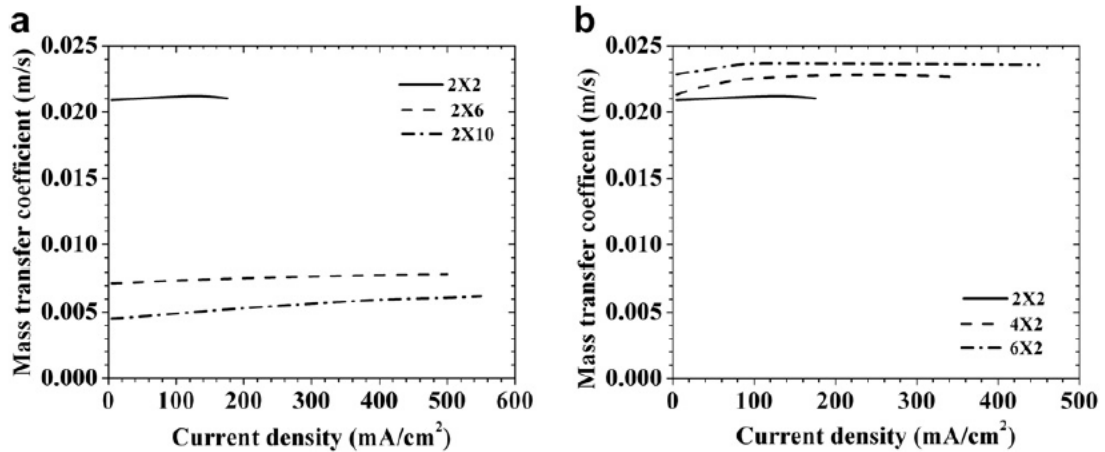 a
Mass transfer coefficient (m/s)
0.025
0.020
0.015
0.010
0.005
0.000
2X2
2X6
2X10
0 100 200 300 400 500 600
Current density (mA/cm²)
b
Mass transfer coefficent (m/s)
0.025
0.020
0.015
0.010
0.005
0.000
2X2
4X2
6X2
0 100 200 300 400 500
Current density (mA/cm²)